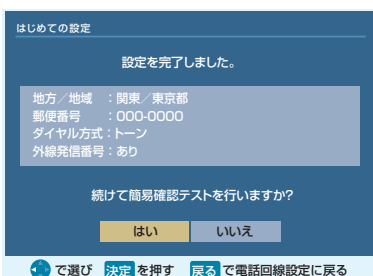 はじめての設定
設定を完了しました。
地方／地域　：関東／東京都
郵便番号　　：000-0000
ダイヤル方式：トーン
外線発信番号：あり
続けて簡易確認テストを行いますか?
はい　いいえ
で選び 決定 を押す 戻る で電話回線設定に戻る